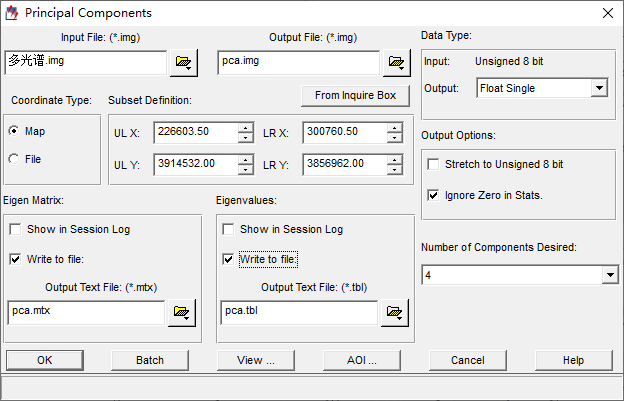 Principal Components
Input File: (*.img)
Output File: (*.img)
多光谱.img
pca.img
Coordinate Type:
Subset Definition:
From Inquire Box
Map
File
UL X:
226603.50
LR X:
300760.50
UL Y:
3914532.00
LR Y:
3856962.00
Data Type:
Input:
Unsigned 8 bit
Output:
Float Single
Output Options:
Stretch to Unsigned 8 bit
Ignore Zero in Stats.
Number of Components Desired:
4
Eigen Matrix:
Show in Session Log
Write to file:
Output Text File: (*.mtx)
pca.mtx
Eigenvalues:
Show in Session Log
Write to file:
Output Text File: (*.tbl)
pca.tbl
OK
Batch
View ...
AOI ...
Cancel
Help